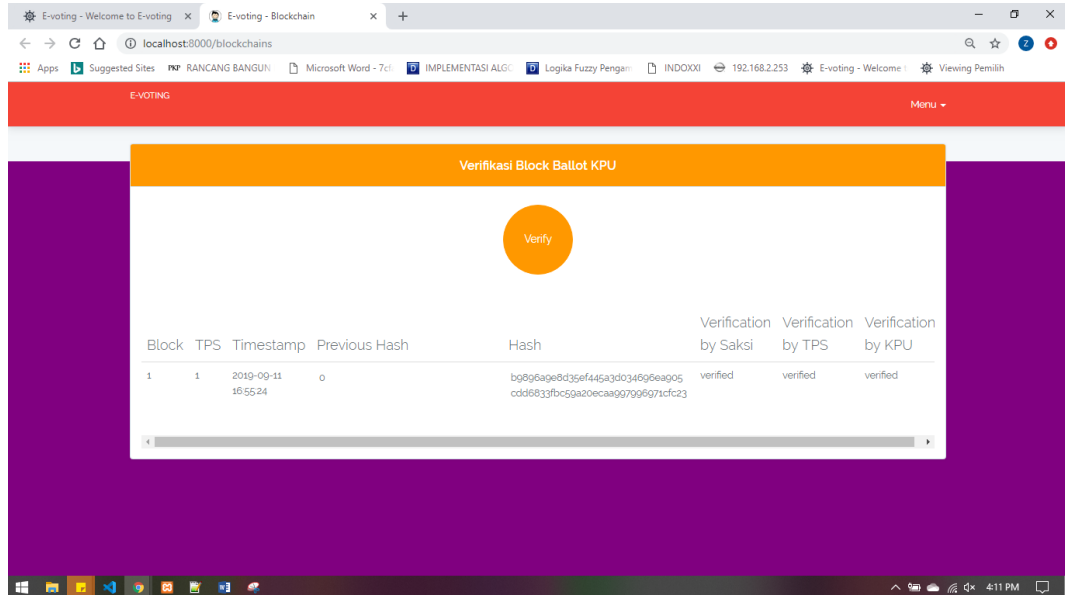 E-voting - Welcome to E-voting
E-voting - Blockchain
localhost:8000/blockchains
Z
Apps
Suggested Sites
PKP RANCANG BANGUN
Microsoft Word - 7cf
IMPLEMENTASI ALGO
Logika Fuzzy Pengam
INDOXXI
192.168.2.253
E-voting - Welcome t
Viewing Pemilih
E-VOTING
Menu
Verifikasi Block Ballot KPU
Verify
Block TPS Timestamp Previous Hash Hash Verification by Saksi Verification by TPS Verification by KPU
1 1 2019-09-11 0 b9896a9e8d35ef445a3d034696ea905 verified verified verified
16:55:24 cdd6833fbc59a20ecaa997996971cfc23
4:11 PM